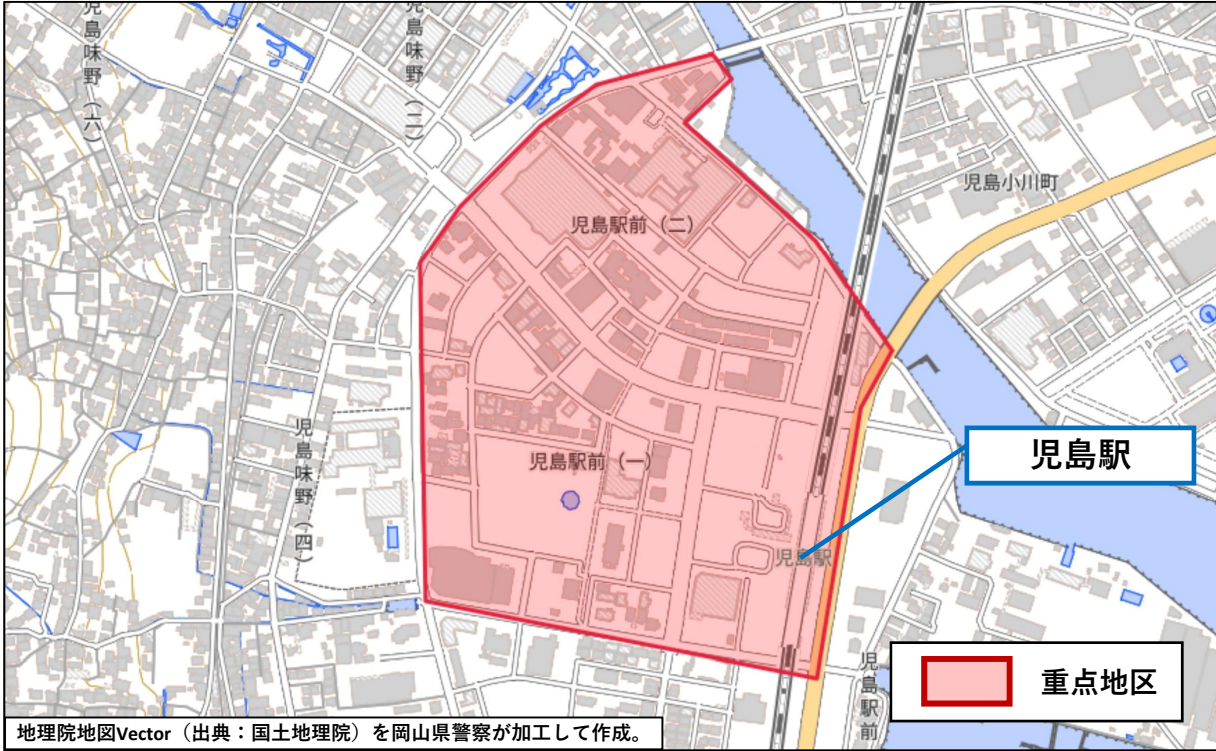 児島味野（六）
児島味野（二）
児島小川町
児島駅前（二）
児島駅
児島駅前（一）
児島味野（四）
児島駅
児島駅前
重点地区
地理院地図Vector（出典：国土地理院）を岡山県警察が加工して作成。